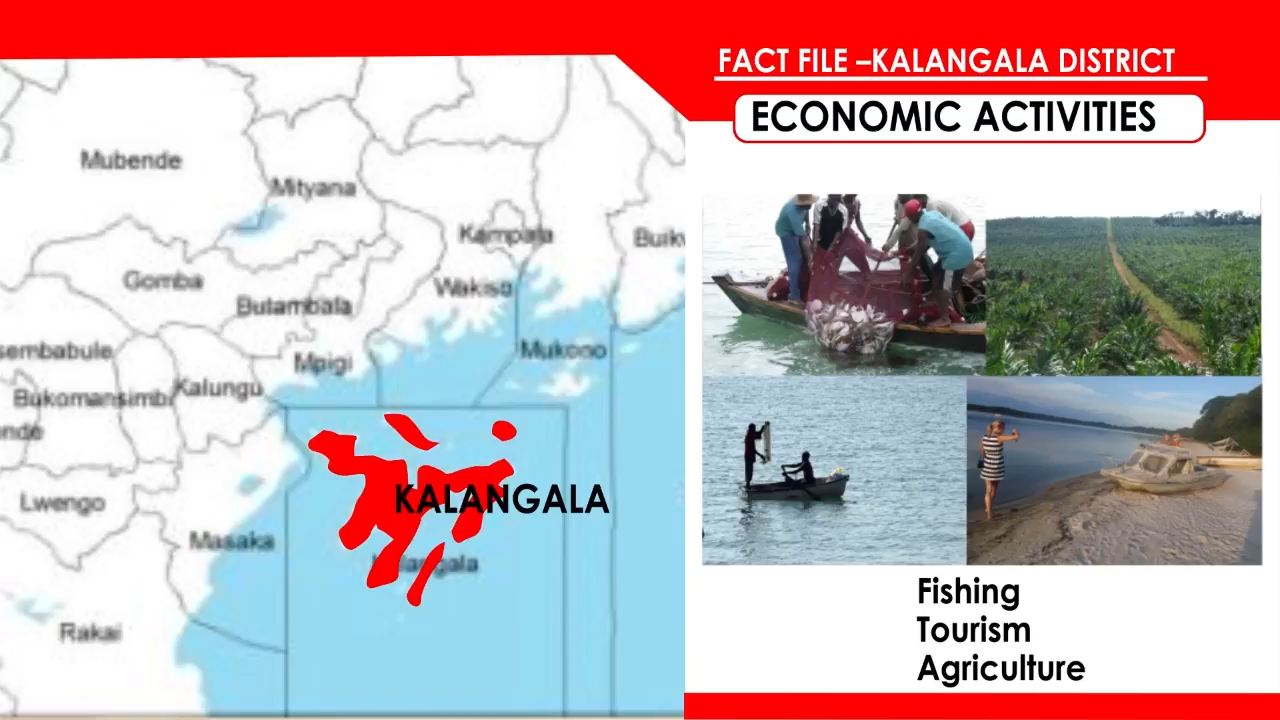 FACT FILE –KALANGALA DISTRICT
ECONOMIC ACTIVITIES
Mubende
Mityana
Kampala
Gomba
Butambala
Wakiso
Mpigi
Mukono
Bukomansimbi
Kalungu
KALANGALA
Lwengo
Masaka
Rakai
Fishing
Tourism
Agriculture